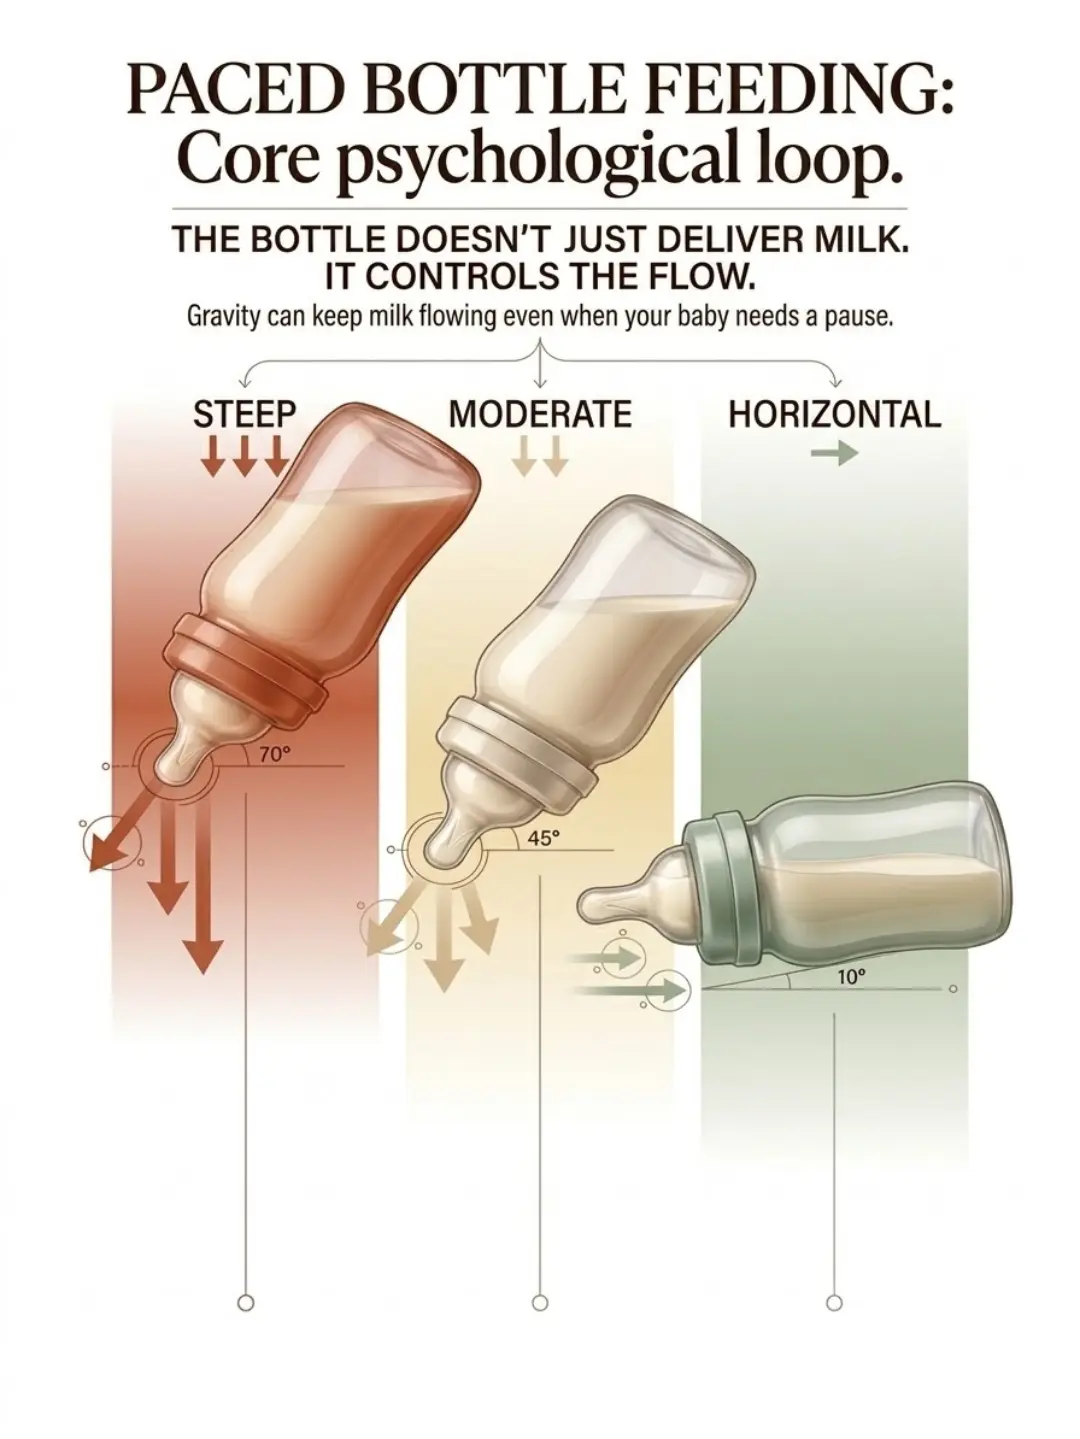 PACED BOTTLE FEEDING:
Core psychological loop.
THE BOTTLE DOESN'T JUST DELIVER MILK.
IT CONTROLS THE FLOW.
Gravity can keep milk flowing even when your baby needs a pause.
STEEP
MODERATE
HORIZONTAL
70°
45°
10°